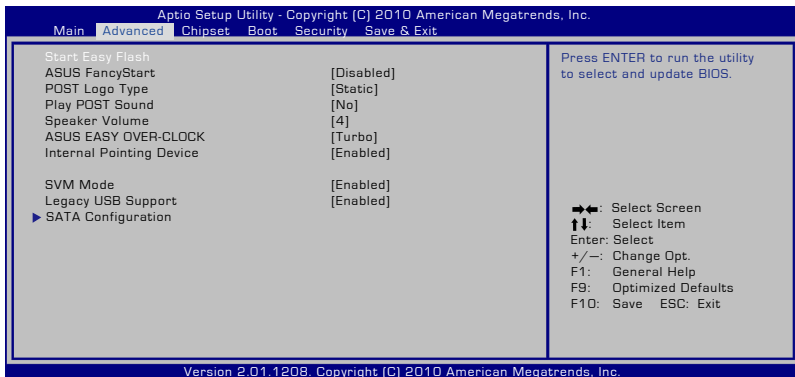 Aptio Setup Utility - Copyright (C) 2010 American Megatrends, Inc.
Main Advanced Chipset Boot Security Save & Exit
Start Easy Flash
ASUS FancyStart [Disabled]
POST Logo Type [Static]
Play POST Sound [No]
Speaker Volume [4]
ASUS EASY OVER-CLOCK [Turbo]
Internal Pointing Device [Enabled]
SVM Mode [Enabled]
Legacy USB Support [Enabled]
SATA Configuration
Press ENTER to run the utility
to select and update BIOS.
→←: Select Screen
↑↓: Select Item
Enter: Select
+/—: Change Opt.
F1: General Help
F9: Optimized Defaults
F10: Save ESC: Exit
Version 2.01.1208. Copyright (C) 2010 American Megatrends, Inc.